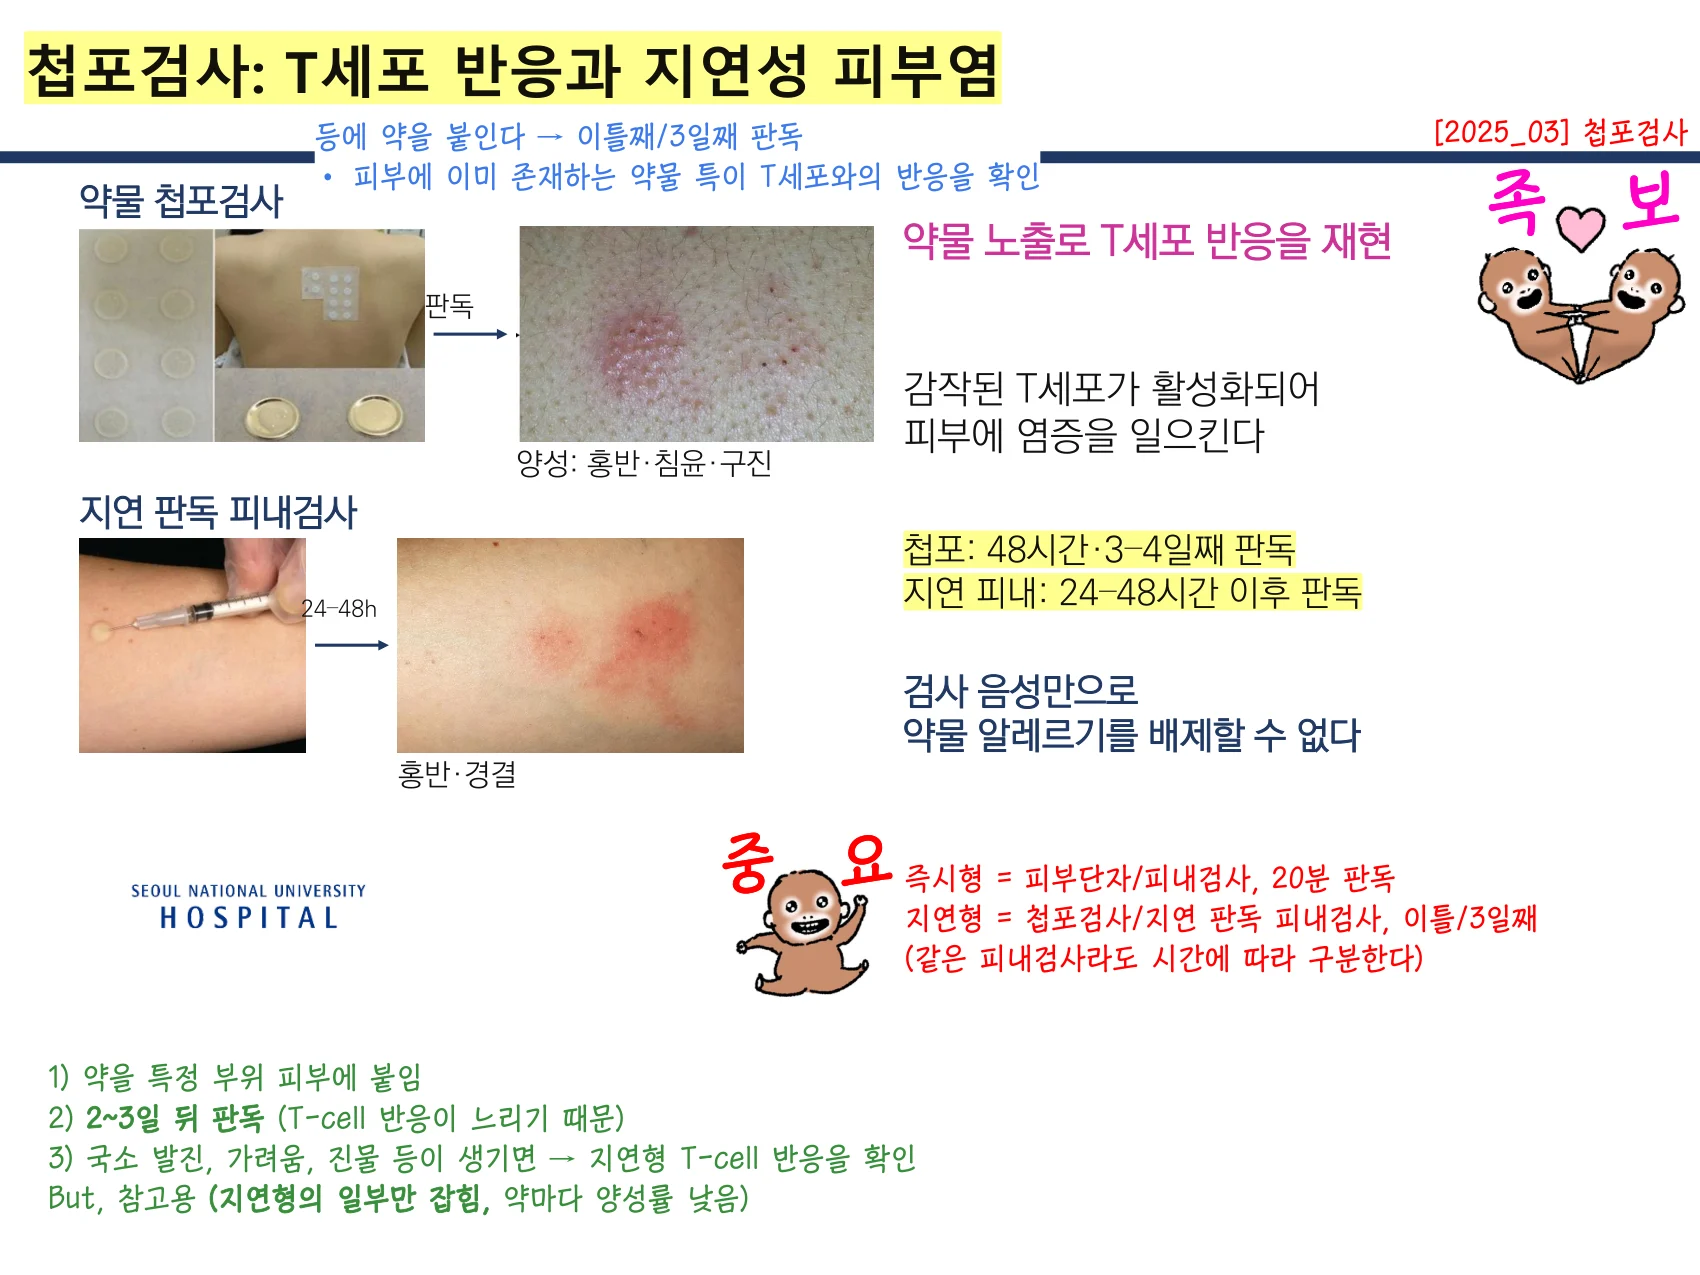 첩포검사: T세포 반응과 지연성 피부염
등에 약을 붙인다 → 이틀째/3일째 판독
• 피부에 이미 존재하는 약물 특이 T세포와의 반응을 확인
[2025_03] 첩포검사
족 보
약물 첩포검사
판독
양성: 홍반·침윤·구진
지연 판독 피내검사
24–48h
홍반·경결
약물 노출로 T세포 반응을 재현
감작된 T세포가 활성화되어
피부에 염증을 일으킨다
첩포: 48시간·3–4일째 판독
지연 피내: 24–48시간 이후 판독
검사 음성만으로
약물 알레르기를 배제할 수 없다
SEOUL NATIONAL UNIVERSITY
HOSPITAL
중 요
즉시형 = 피부단자/피내검사, 20분 판독
지연형 = 첩포검사/지연 판독 피내검사, 이틀/3일째
(같은 피내검사라도 시간에 따라 구분한다)
1) 약을 특정 부위 피부에 붙임
2) 2~3일 뒤 판독 (T-cell 반응이 느리기 때문)
3) 국소 발진, 가려움, 진물 등이 생기면 → 지연형 T-cell 반응을 확인
But, 참고용 (지연형의 일부만 잡힘, 약마다 양성률 낮음)